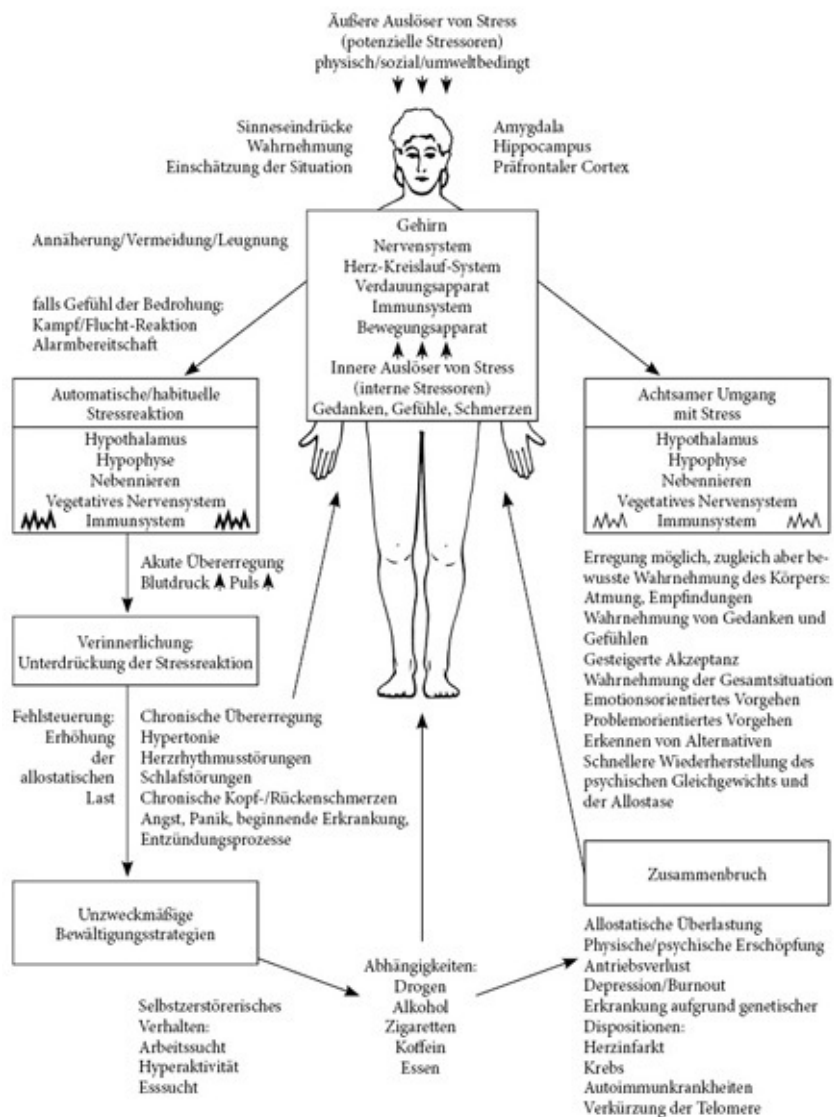 Äußere Auslöser von Stress
(potenzielle Stressoren)
physisch/sozial/umweltbedingt
Sinneseindrücke
Wahrnehmung
Einschätzung der Situation
Amygdala
Hippocampus
Präfrontaler Cortex
Annäherung/Vermeidung/Leugnung
Gehirn
Nervensystem
Herz-Kreislauf-System
Verdauungsapparat
Immunsystem
Bewegungsapparat
Innere Auslöser von Stress
(interne Stressoren)
Gedanken, Gefühle, Schmerzen
falls Gefühl der Bedrohung:
Kampf/Flucht-Reaktion
Alarmbereitschaft
Automatische/habituelle
Stressreaktion
Hypothalamus
Hypophyse
Nebennieren
Vegetatives Nervensystem
Immunsystem
Akute Übererregung
Blutdruck Puls
Verinnerlichung:
Unterdrückung der Stressreaktion
Fehlsteuerung:
Erhöhung
der
allostatischen
Last
Chronische Übererregung
Hypertonie
Herzrhythmusstörungen
Schlafstörungen
Chronische Kopf-/Rückenschmerzen
Angst, Panik, beginnende Erkrankung,
Entzündungsprozesse
Unzweckmäßige
Bewältigungsstrategien
Selbstzerstörerisches
Verhalten:
Arbeitssucht
Hyperaktivität
Esssucht
Abhängigkeiten:
Drogen
Alkohol
Zigaretten
Koffein
Essen
Achtsamer Umgang
mit Stress
Hypothalamus
Hypophyse
Nebennieren
Vegetatives Nervensystem
Immunsystem
Erregung möglich, zugleich aber be-
wusste Wahrnehmung des Körpers:
Atmung, Empfindungen
Wahrnehmung von Gedanken und
Gefühlen
Gesteigerte Akzeptanz
Wahrnehmung der Gesamtsituation
Emotionsorientiertes Vorgehen
Problemorientiertes Vorgehen
Erkennen von Alternativen
Schnellere Wiederherstellung des
psychischen Gleichgewichts und
der Allostase
Zusammenbruch
Allostatische Überlastung
Physische/psychische Erschöpfung
Antriebsverlust
Depression/Burnout
Erkrankung aufgrund genetischer
Dispositionen:
Herzinfarkt
Krebs
Autoimmunkrankheiten
Verkürzung der Telomere